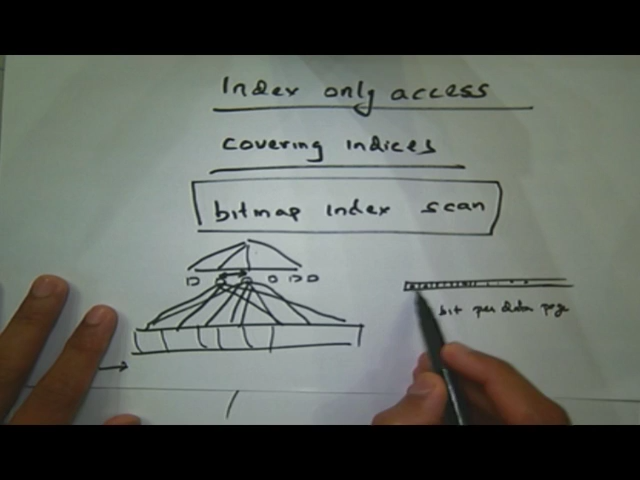 Index only access
covering indices
bitmap index scan
bit per data page